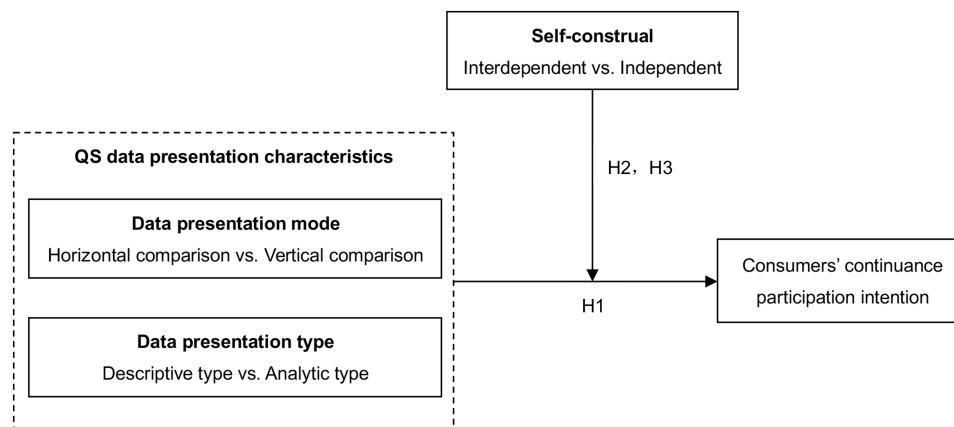 Self-construal
Interdependent vs. Independent
QS data presentation characteristics
H2，H3
Data presentation mode
Horizontal comparison vs. Vertical comparison
Consumers’ continuance
participation intention
H1
Data presentation type
Descriptive type vs. Analytic type